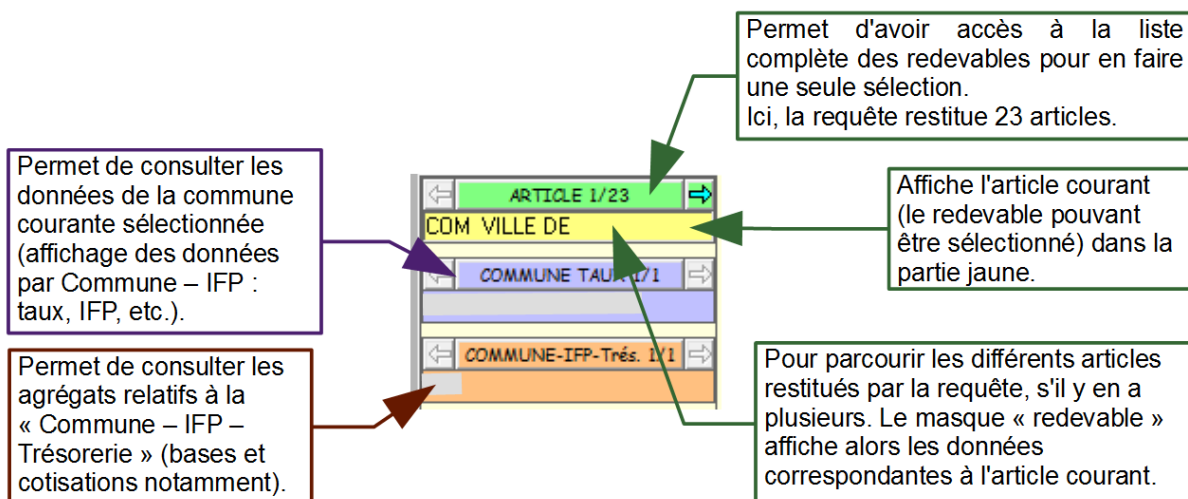 Permet d'avoir accès à la liste
complète des redevables pour en faire
une seule sélection.
Ici, la requête restitue 23 articles.
Permet de consulter les
données de la commune
courante sélectionnée
(affichage des données
par Commune – IFP :
taux, IFP, etc.).
ARTICLE 1/23
COM VILLE DE
COMMUNE TAUX 1/1
COMMUNE-IFP-Trés. 1/1
Affiche l'article courant
(le redevable pouvant
être sélectionné) dans la
partie jaune.
Permet de consulter les
agrégats relatifs à la
« Commune – IFP –
Trésorerie » (bases et
cotisations notamment).
Pour parcourir les différents articles
restitués par la requête, s'il y en a
plusieurs. Le masque « redevable »
affiche alors les données
correspondantes à l'article courant.